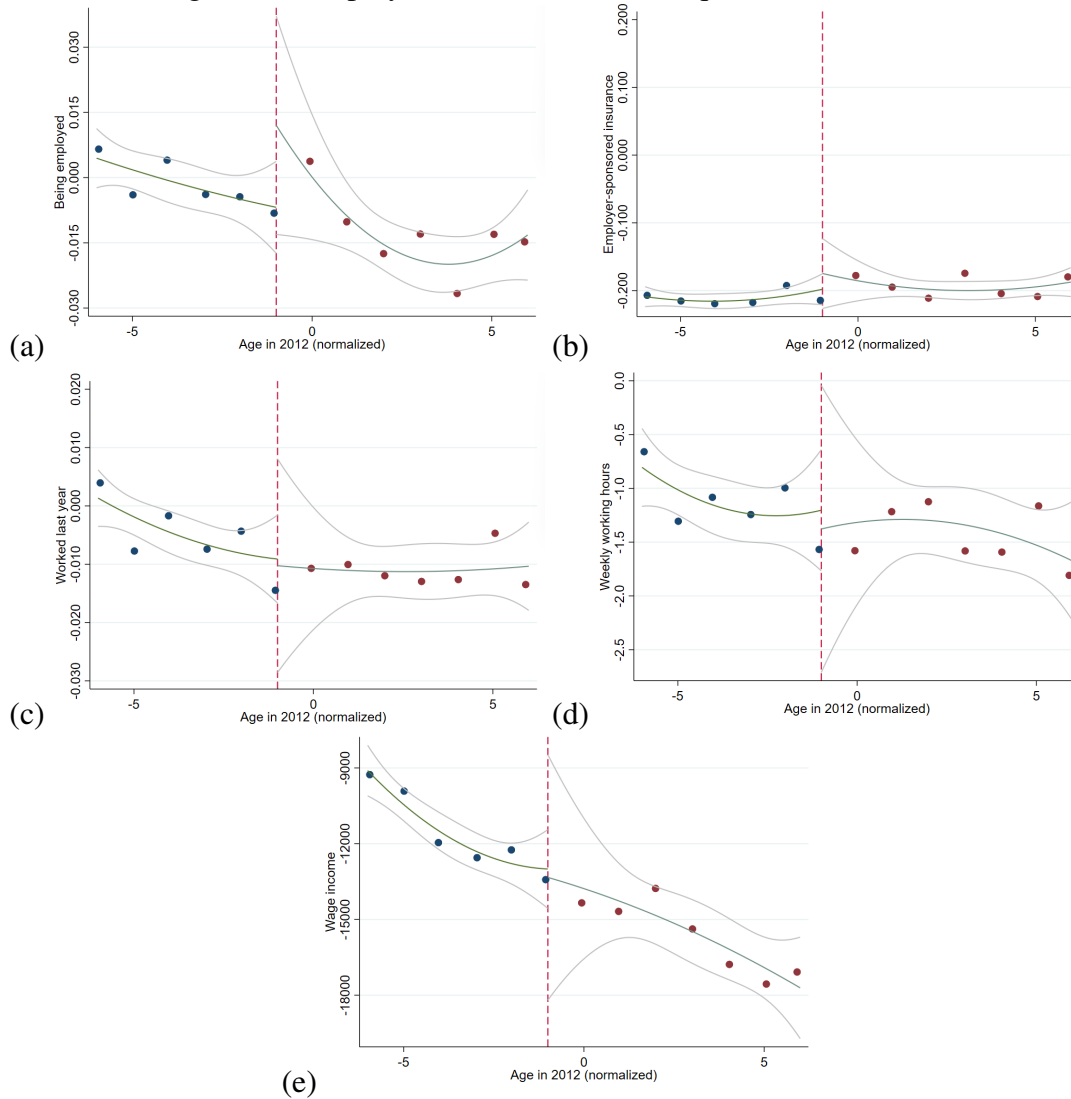 0.030
0.015
0.000
-0.015
-0.030
Being employed
-5
0
5
Age in 2012 (normalized)
(a)
0.200
0.100
0.000
-0.100
-0.200
Employer-sponsored insurance
-5
0
5
Age in 2012 (normalized)
(b)
0.020
0.010
0.000
-0.010
-0.020
-0.030
Worked last year
-5
0
5
Age in 2012 (normalized)
(c)
0.0
-0.5
-1.0
-1.5
-2.0
-2.5
Weekly working hours
-5
0
5
Age in 2012 (normalized)
(d)
-9000
-12000
-15000
-18000
Wage income
-5
0
5
Age in 2012 (normalized)
(e)